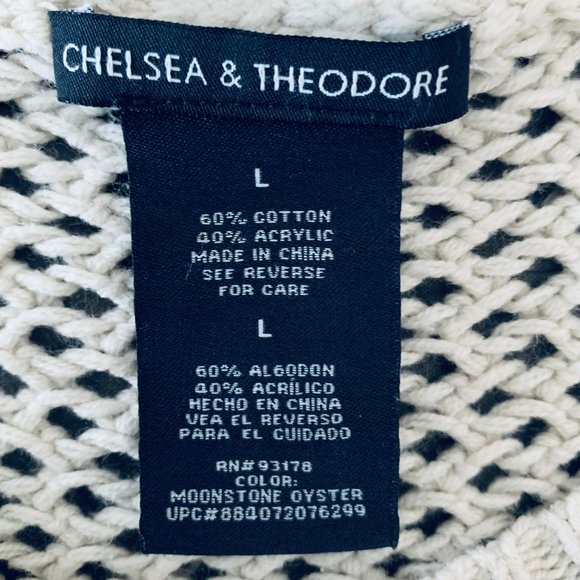 CHELSEA & THEODORE
L
60% COTTON
40% ACRYLIC
MADE IN CHINA
SEE REVERSE
FOR CARE
L
60% ALGODON
40% ACRÍLICO
HECHO EN CHINA
VEA EL REVERSO
PARA EL CUIDADO
RN#93178
COLOR:
MOONSTONE OYSTER
UPC#884072076299